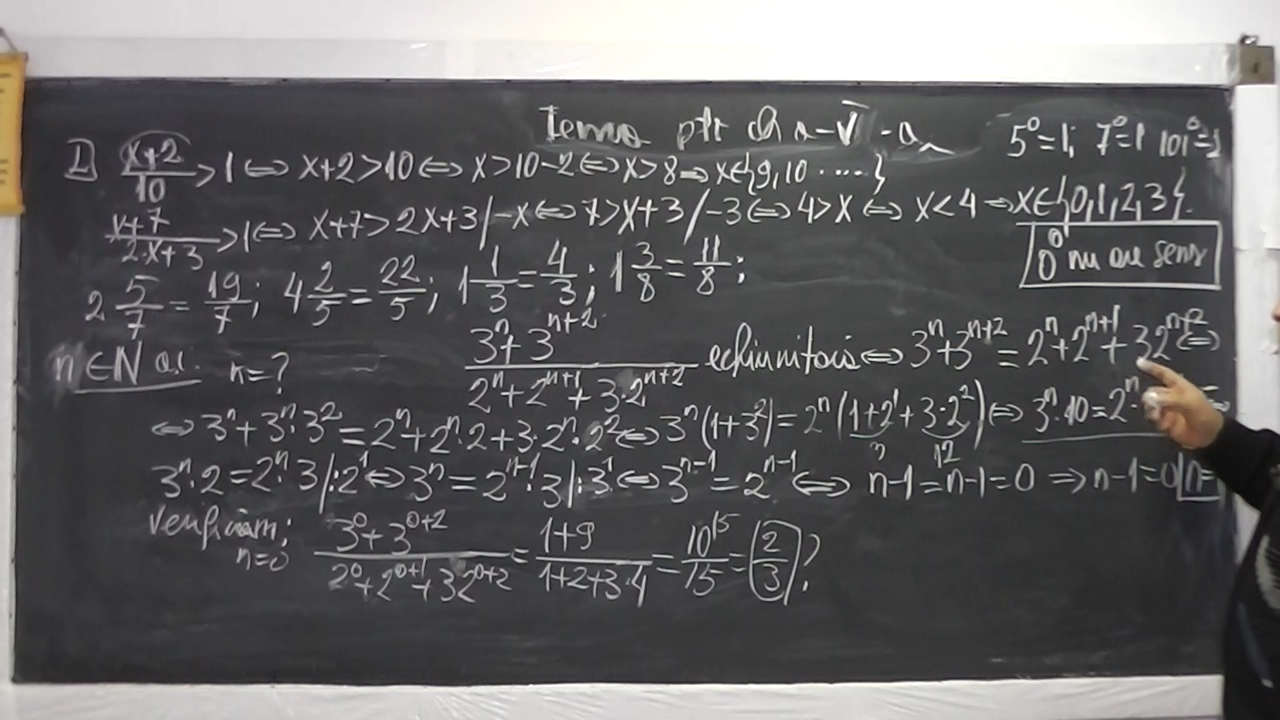 Tema ptr cl a-V-a
5⁰=1; 7⁰=1 101⁰=1
1) (x+2)/10 > 1 ⇔ x+2>10 ⇔ x>10-2 ⇔ x>8 ⇒ x∈{9,10.....}
(x+7)/(2x+3) > 1 ⇔ x+7>2x+3 /-x ⇔ 7>x+3 /-3 ⇔ 4>x ⇔ x<4 ⇒ x∈{0,1,2,3}.
0⁰ nu are sens
2 5/7 = 19/7; 4 2/5 = 22/5; 1 1/3 = 4/3; 1 3/8 = 11/8;
n∈N a.i. n=? (3ⁿ+3ⁿ⁺²)/(2ⁿ+2ⁿ⁺¹+3·2ⁿ⁺²) echiunitară ⇔ 3ⁿ+3ⁿ⁺² = 2ⁿ+2ⁿ⁺¹+32ⁿ⁺² ⇔
⇔ 3ⁿ+3ⁿ·3² = 2ⁿ+2ⁿ·2+3·2ⁿ·2² ⇔ 3ⁿ(1+3²) = 2ⁿ(1+2¹+3·2²) ⇔ 3ⁿ·10=2ⁿ
12
3ⁿ·2=2ⁿ·3 /:2¹ ⇔ 3ⁿ=2ⁿ⁻¹·3 /:3¹ ⇔ 3ⁿ⁻¹=2ⁿ⁻¹ ⇔ n-1=n-1=0 ⇒ n-1=0 n=
Verificăm:
n=0 (3⁰+3⁰⁺²)/(2⁰+2⁰⁺¹+32⁰⁺²) = (1+9)/(1+2+3·4) = 10⁽⁵/15 = 2/3 ?